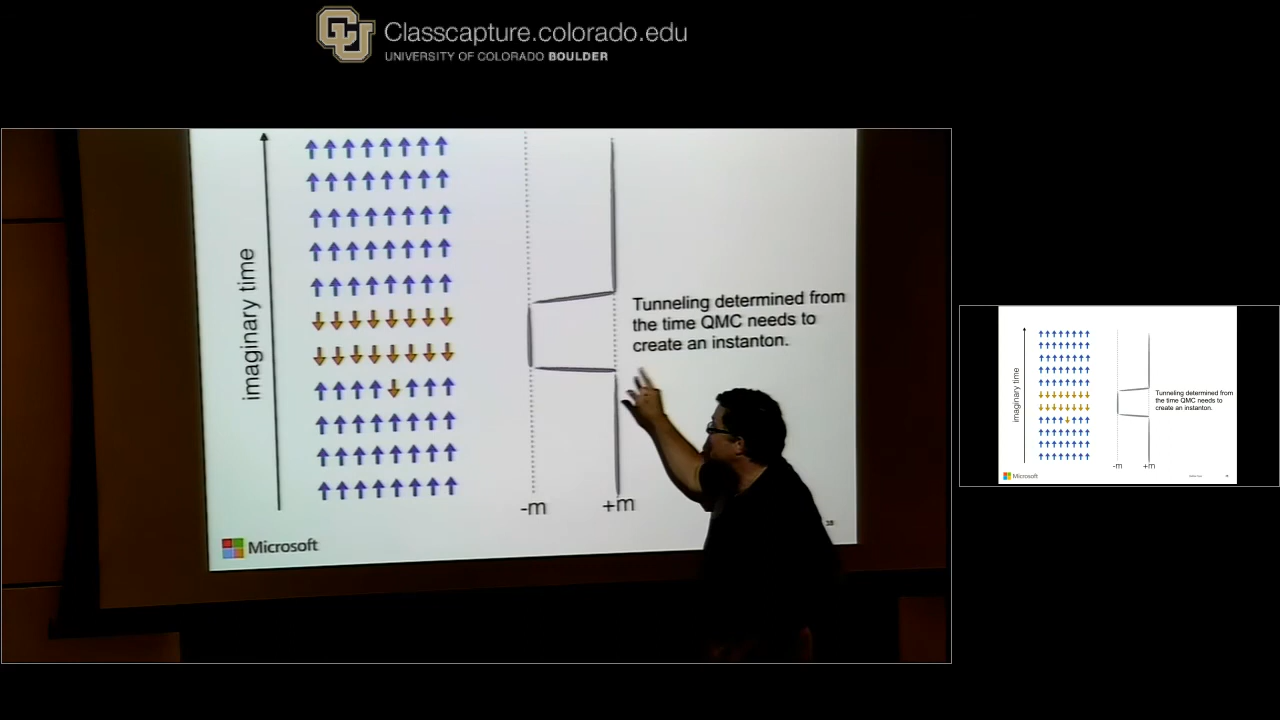 Classcapture.colorado.edu
UNIVERSITY OF COLORADO BOULDER
imaginary time
Tunneling determined from
the time QMC needs to
create an instanton.
-m
+m
Microsoft
18
imaginary time
Tunneling determined from
the time QMC needs to
create an instanton.
-m
+m
Microsoft